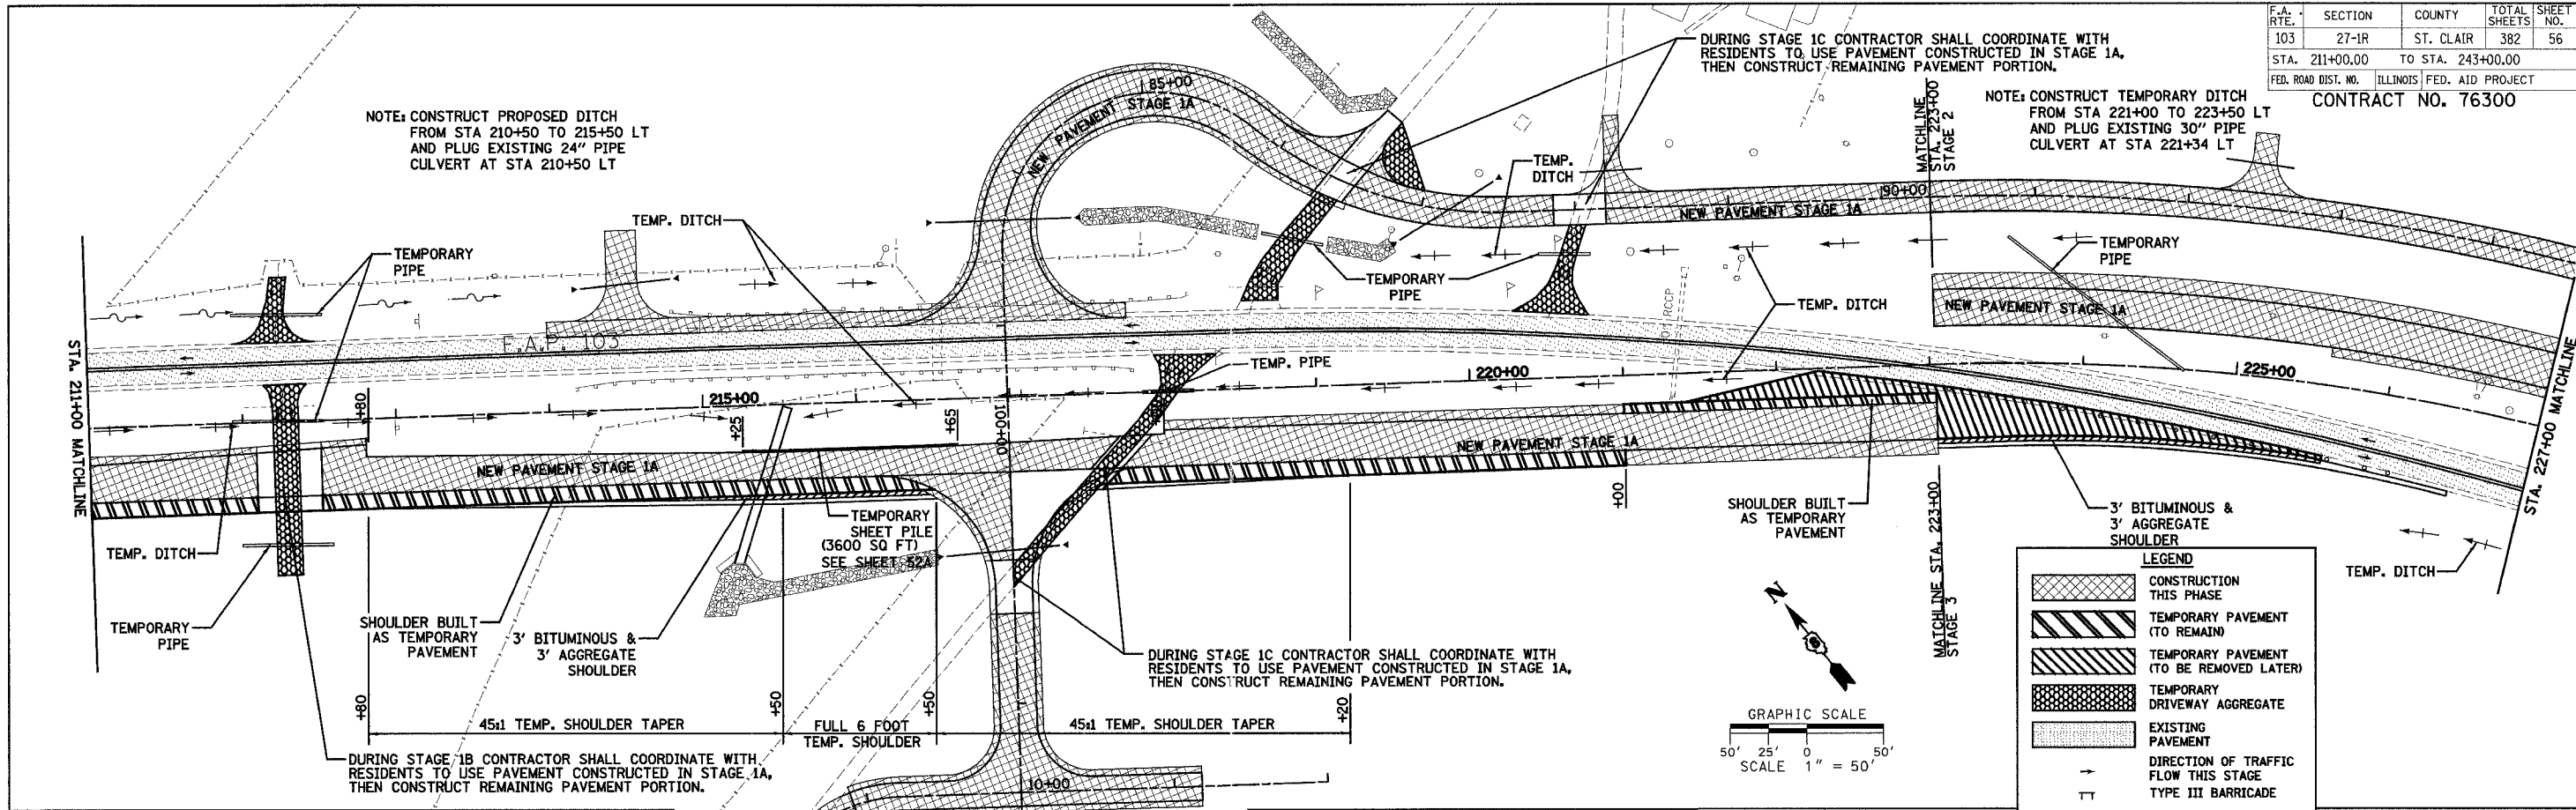 F.A. RTE.
SECTION
COUNTY
TOTAL SHEETS
SHEET NO.
103
27-1R
ST. CLAIR
382
56
STA. 211+00.00 TO STA. 243+00.00
FED. ROAD DIST. NO.
ILLINOIS
FED. AID PROJECT
CONTRACT NO. 76300
NOTE: CONSTRUCT PROPOSED DITCH
FROM STA 210+50 TO 215+50 LT
AND PLUG EXISTING 24" PIPE
CULVERT AT STA 210+50 LT
DURING STAGE 1C CONTRACTOR SHALL COORDINATE WITH
RESIDENTS TO USE PAVEMENT CONSTRUCTED IN STAGE 1A,
THEN CONSTRUCT REMAINING PAVEMENT PORTION.
NOTE: CONSTRUCT TEMPORARY DITCH
FROM STA 221+00 TO 223+50 LT
AND PLUG EXISTING 30" PIPE
CULVERT AT STA 221+34 LT
MATCHLINE
STA. 223+00
STAGE 2
85+00
NEW PAVEMENT STAGE 1A
TEMP.
DITCH
90+00
NEW PAVEMENT STAGE 1A
TEMP. DITCH
TEMPORARY
PIPE
TEMPORARY
PIPE
TEMPORARY
PIPE
TEMP. DITCH
NEW PAVEMENT STAGE 1A
RCCP
F.A.P. 103
STA. 211+00 MATCHLINE
TEMP. PIPE
+80
215+00
220+00
225+00
+25
+65
100+00
STA. 227+00 MATCHLINE
NEW PAVEMENT STAGE 1A
NEW PAVEMENT STAGE 1A
+00
TEMP. DITCH
TEMPORARY
SHEET PILE
(3600 SQ FT)
SEE SHEET 52A
SHOULDER BUILT
AS TEMPORARY
PAVEMENT
MATCHLINE STA. 223+00
STAGE 3
3' BITUMINOUS &
3' AGGREGATE
SHOULDER
TEMP. DITCH
TEMPORARY
PIPE
SHOULDER BUILT
AS TEMPORARY
PAVEMENT
3' BITUMINOUS &
3' AGGREGATE
SHOULDER
DURING STAGE 1C CONTRACTOR SHALL COORDINATE WITH
RESIDENTS TO USE PAVEMENT CONSTRUCTED IN STAGE 1A,
THEN CONSTRUCT REMAINING PAVEMENT PORTION.
+80
+50
+50
+20
45:1 TEMP. SHOULDER TAPER
FULL 6 FOOT
TEMP. SHOULDER
45:1 TEMP. SHOULDER TAPER
DURING STAGE 1B CONTRACTOR SHALL COORDINATE WITH
RESIDENTS TO USE PAVEMENT CONSTRUCTED IN STAGE 1A,
THEN CONSTRUCT REMAINING PAVEMENT PORTION.
10+00
N
GRAPHIC SCALE
50' 25' 0 50'
SCALE 1" = 50'
LEGEND
CONSTRUCTION
THIS PHASE
TEMPORARY PAVEMENT
(TO REMAIN)
TEMPORARY PAVEMENT
(TO BE REMOVED LATER)
TEMPORARY
DRIVEWAY AGGREGATE
EXISTING
PAVEMENT
DIRECTION OF TRAFFIC
FLOW THIS STAGE
TYPE III BARRICADE